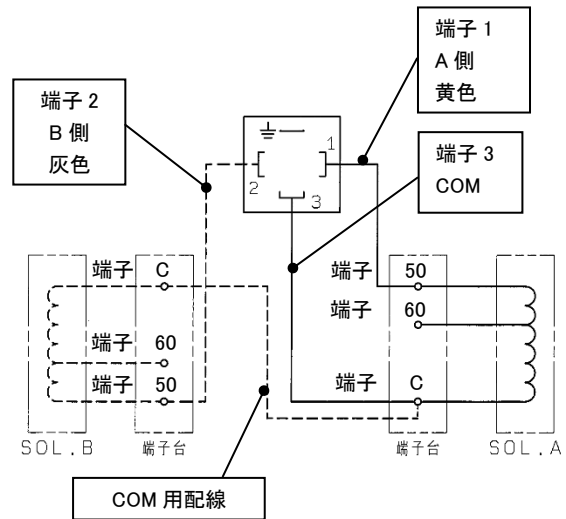 端子 1
A 側
黄色
端子 2
B 側
灰色
1
2
3
端子 3
COM
端子 C
端子 60
端子 50
端子 50
端子 60
端子 C
SOL.B
端子台
端子台
SOL.A
COM 用配線